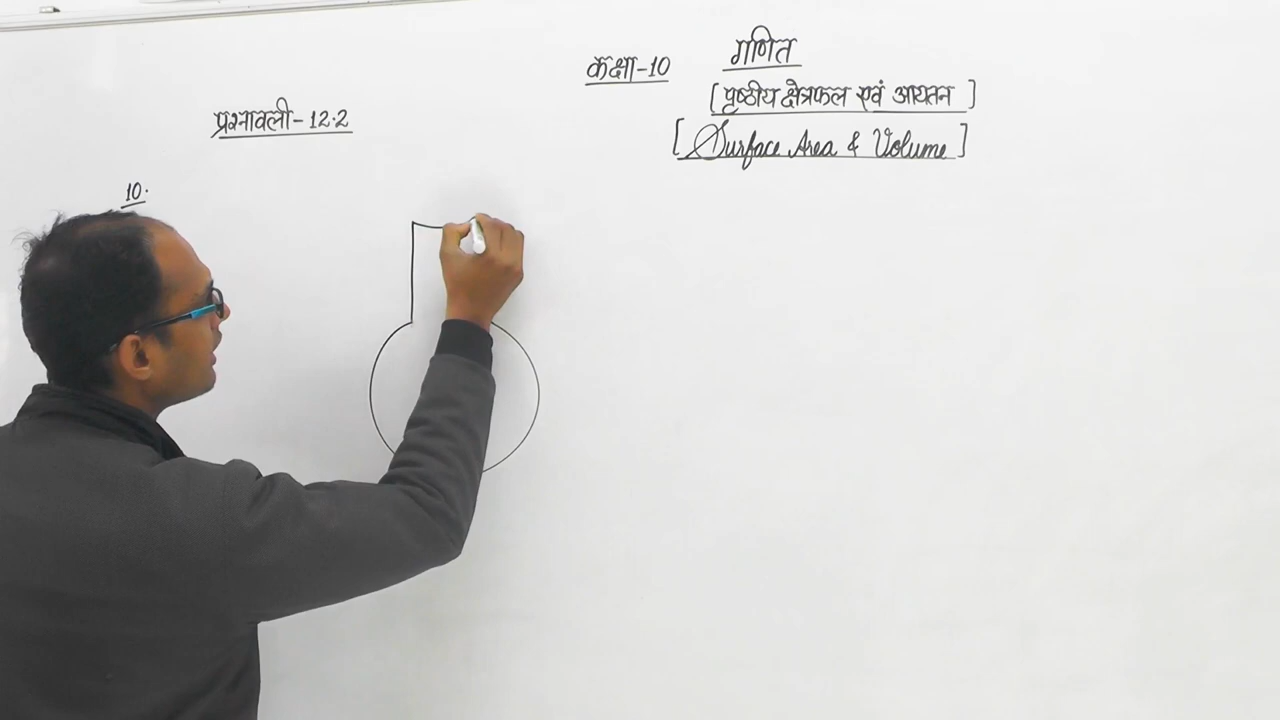 कक्षा-10 गणित
[पृष्ठीय क्षेत्रफल एवं आयतन]
[Surface Area & Volume]
प्रश्नावली-12.2
10.